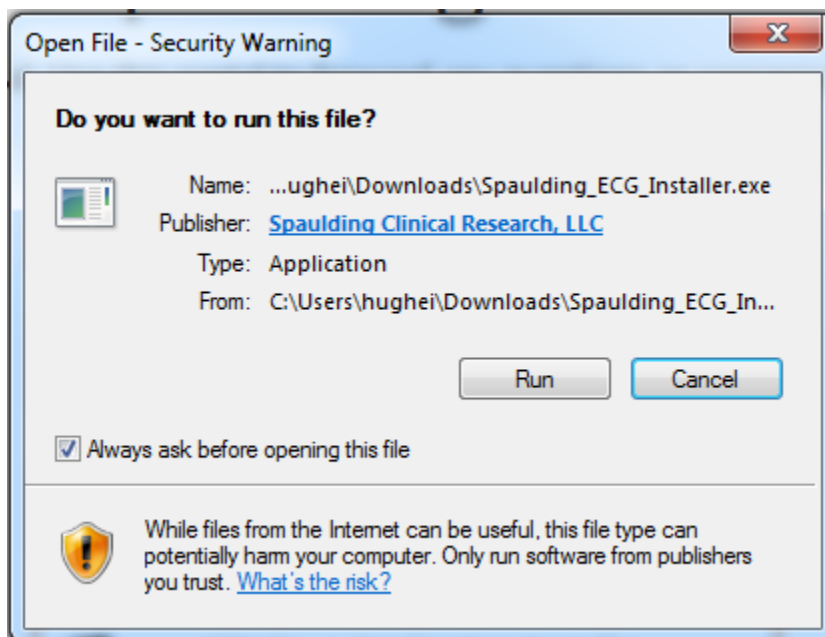 Open File - Security Warning
Do you want to run this file?
Name: ...ughei\Downloads\Spaulding_ECG_Installer.exe
Publisher: Spaulding Clinical Research, LLC
Type: Application
From: C:\Users\hughei\Downloads\Spaulding_ECG_In...
Run Cancel
Always ask before opening this file
While files from the Internet can be useful, this file type can
potentially harm your computer. Only run software from publishers
you trust. What's the risk?